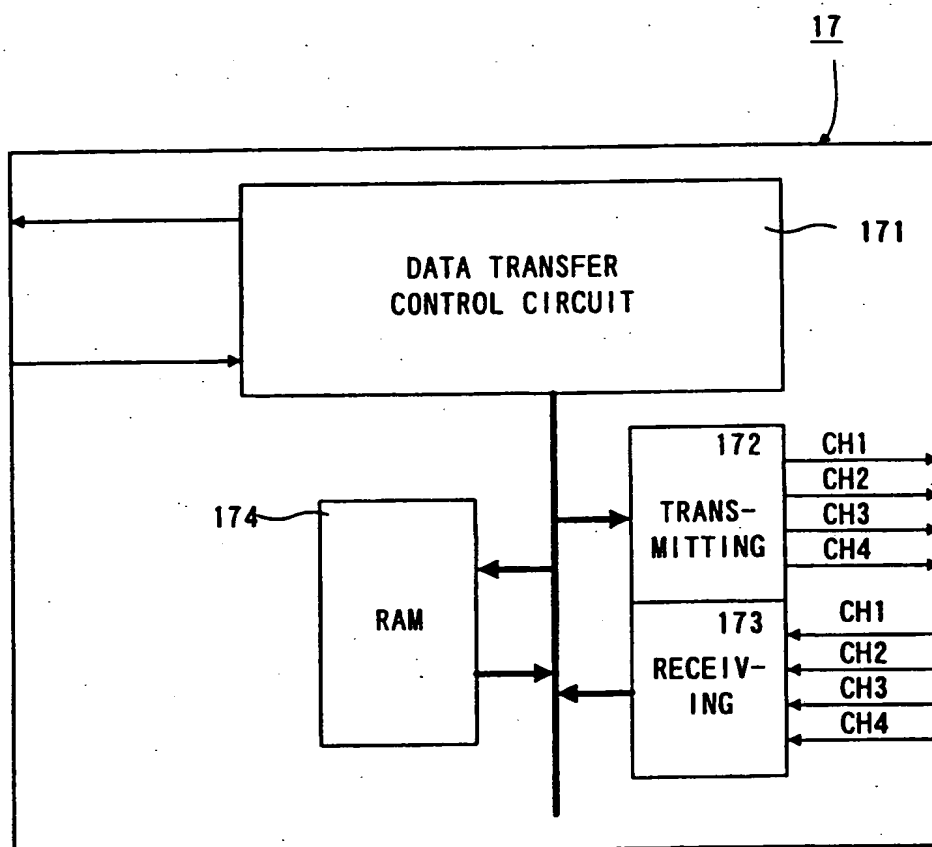 17
171
DATA TRANSFER
CONTROL CIRCUIT
172
CH1
CH2
CH3
CH4
TRANS-
MITTING
174
RAM
173
CH1
CH2
CH3
CH4
RECEIV-
ING